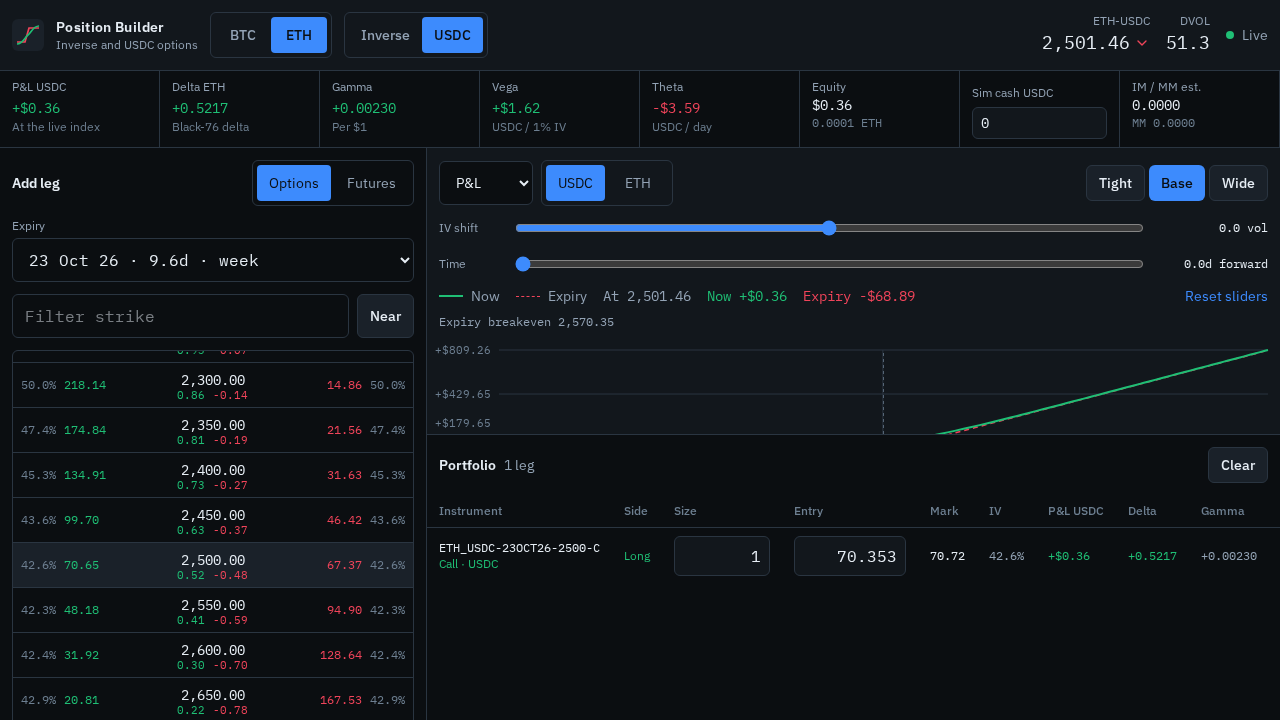 Position Builder
Inverse and USDC options
BTC ETH
Inverse USDC
ETH-USDC DVOL
2,501.46 51.3 Live
P&L USDC
+$0.36
At the live index
Delta ETH
+0.5217
Black-76 delta
Gamma
+0.00230
Per $1
Vega
+$1.62
USDC / 1% IV
Theta
-$3.59
USDC / day
Equity
$0.36
0.0001 ETH
Sim cash USDC
0
IM / MM est.
0.0000
MM 0.0000
Add leg
Options Futures
Expiry
23 Oct 26 · 9.6d · week
Filter strike Near
50.0% 218.14 2,300.00 14.86 50.0%
0.86 -0.14
47.4% 174.84 2,350.00 21.56 47.4%
0.81 -0.19
45.3% 134.91 2,400.00 31.63 45.3%
0.73 -0.27
43.6% 99.70 2,450.00 46.42 43.6%
0.63 -0.37
42.6% 70.65 2,500.00 67.37 42.6%
0.52 -0.48
42.3% 48.18 2,550.00 94.90 42.3%
0.41 -0.59
42.4% 31.92 2,600.00 128.64 42.4%
0.30 -0.70
42.9% 20.81 2,650.00 167.53 42.9%
0.22 -0.78
P&L USDC ETH
Tight Base Wide
IV shift 0.0 vol
Time 0.0d forward
Now Expiry At 2,501.46 Now +$0.36 Expiry -$68.89 Reset sliders
Expiry breakeven 2,570.35
+$809.26
+$429.65
+$179.65
Portfolio 1 leg Clear
Instrument Side Size Entry Mark IV P&L USDC Delta Gamma
ETH_USDC-23OCT26-2500-C Long 1 70.353 70.72 42.6% +$0.36 +0.5217 +0.00230
Call · USDC